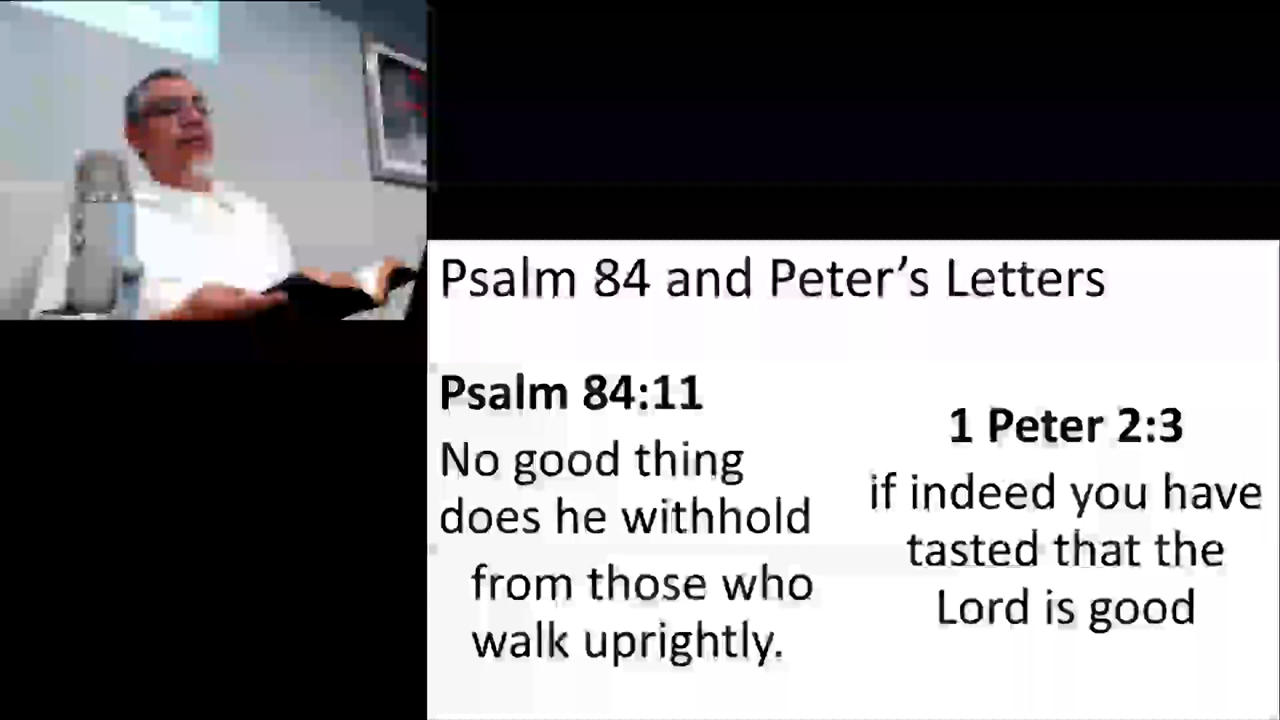 Psalm 84 and Peter’s Letters
Psalm 84:11
No good thing
does he withhold
from those who
walk uprightly.
1 Peter 2:3
if indeed you have
tasted that the
Lord is good